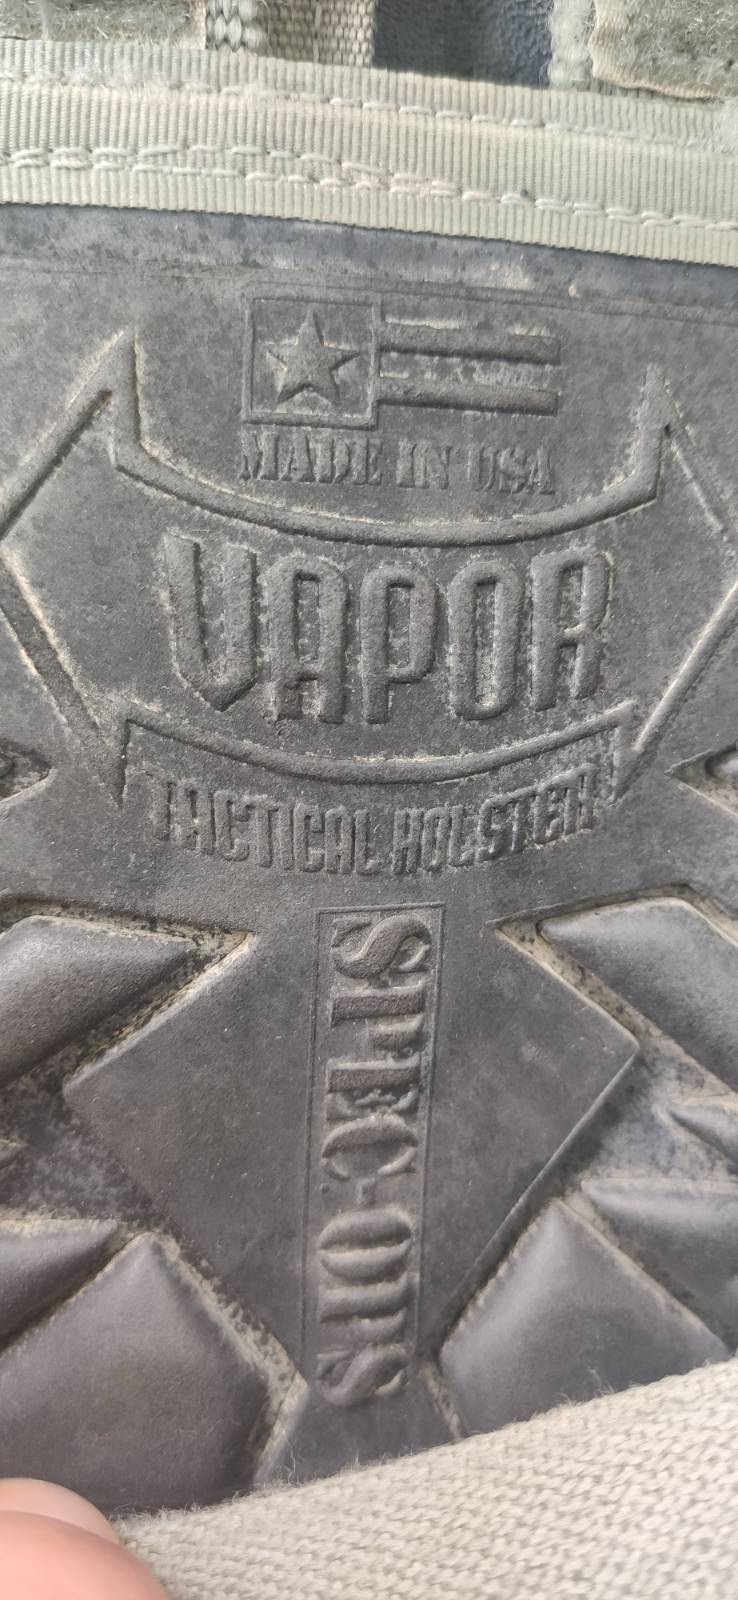 MADE IN USA
VAPOR
TACTICAL HOLSTER
SPEC-OPS